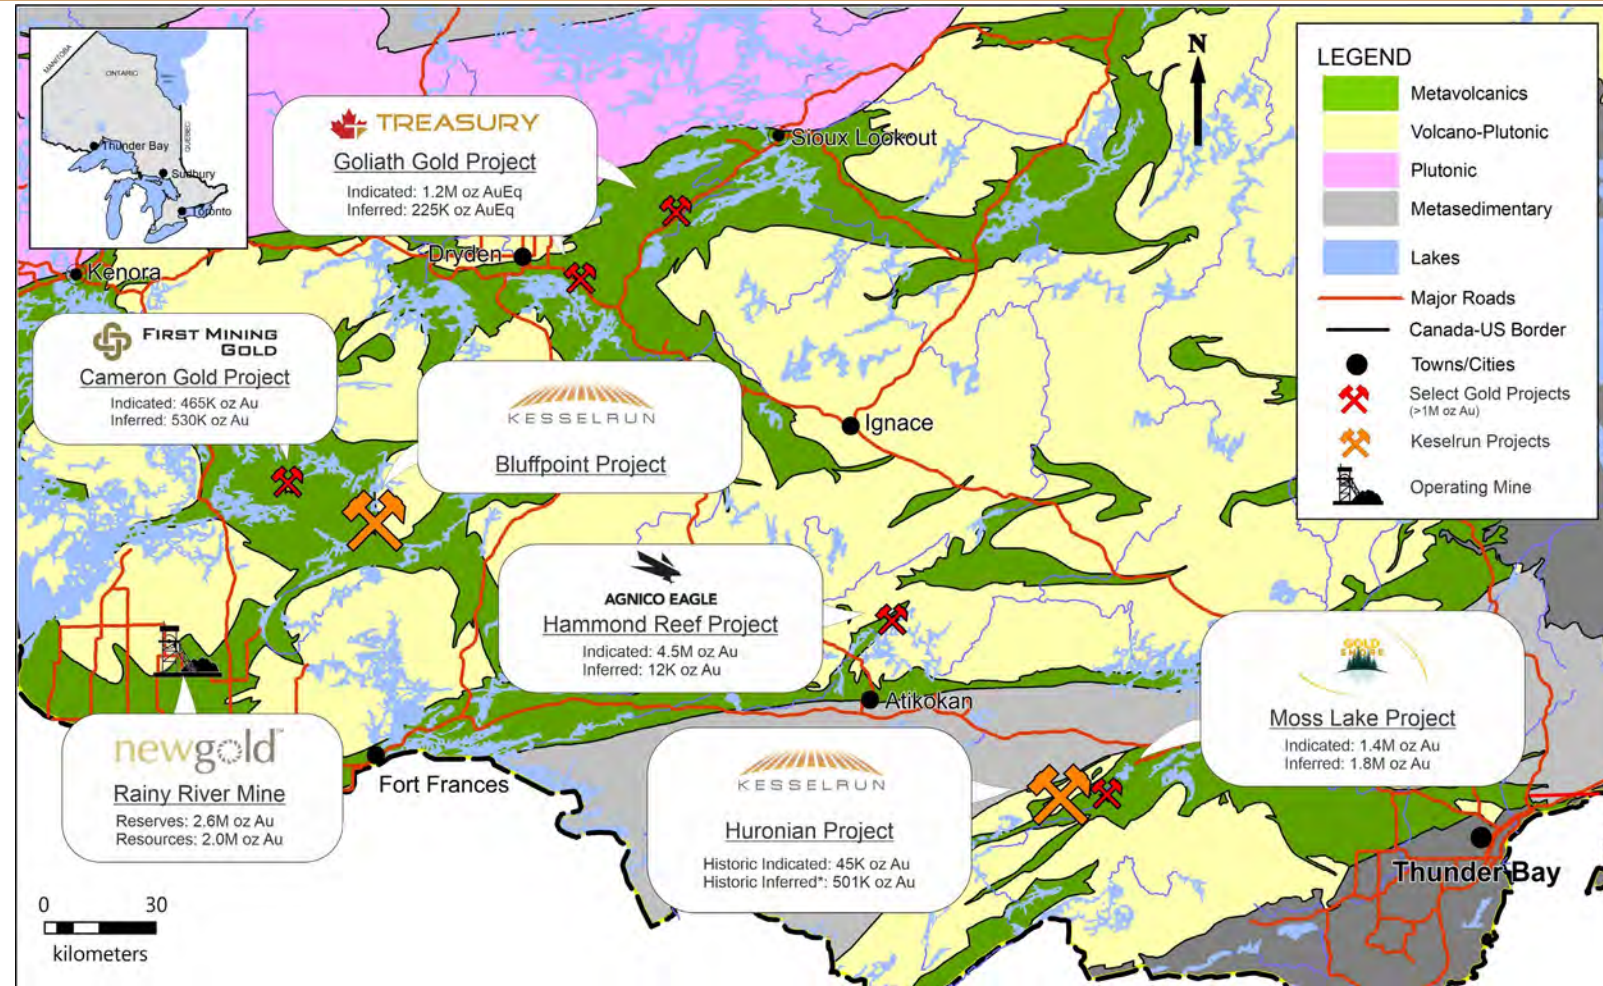 MANITOBA
ONTARIO
QUEBEC
Thunder Bay
Sudbury
Toronto
TREASURY
Goliath Gold Project
Indicated: 1.2M oz AuEq
Inferred: 225K oz AuEq
N
Sioux Lookout
Dryden
Kenora
FIRST MINING
GOLD
Cameron Gold Project
Indicated: 465K oz Au
Inferred: 530K oz Au
KESSELRUN
Bluffpoint Project
Ignace
AGNICO EAGLE
Hammond Reef Project
Indicated: 4.5M oz Au
Inferred: 12K oz Au
Atikokan
GOLD
SHORE
Moss Lake Project
Indicated: 1.4M oz Au
Inferred: 1.8M oz Au
newgold™
Rainy River Mine
Reserves: 2.6M oz Au
Resources: 2.0M oz Au
Fort Frances
KESSELRUN
Huronian Project
Historic Indicated: 45K oz Au
Historic Inferred*: 501K oz Au
Thunder Bay
0 30
kilometers
LEGEND
Metavolcanics
Volcano-Plutonic
Plutonic
Metasedimentary
Lakes
Major Roads
Canada-US Border
Towns/Cities
Select Gold Projects
(>1M oz Au)
Keselrun Projects
Operating Mine